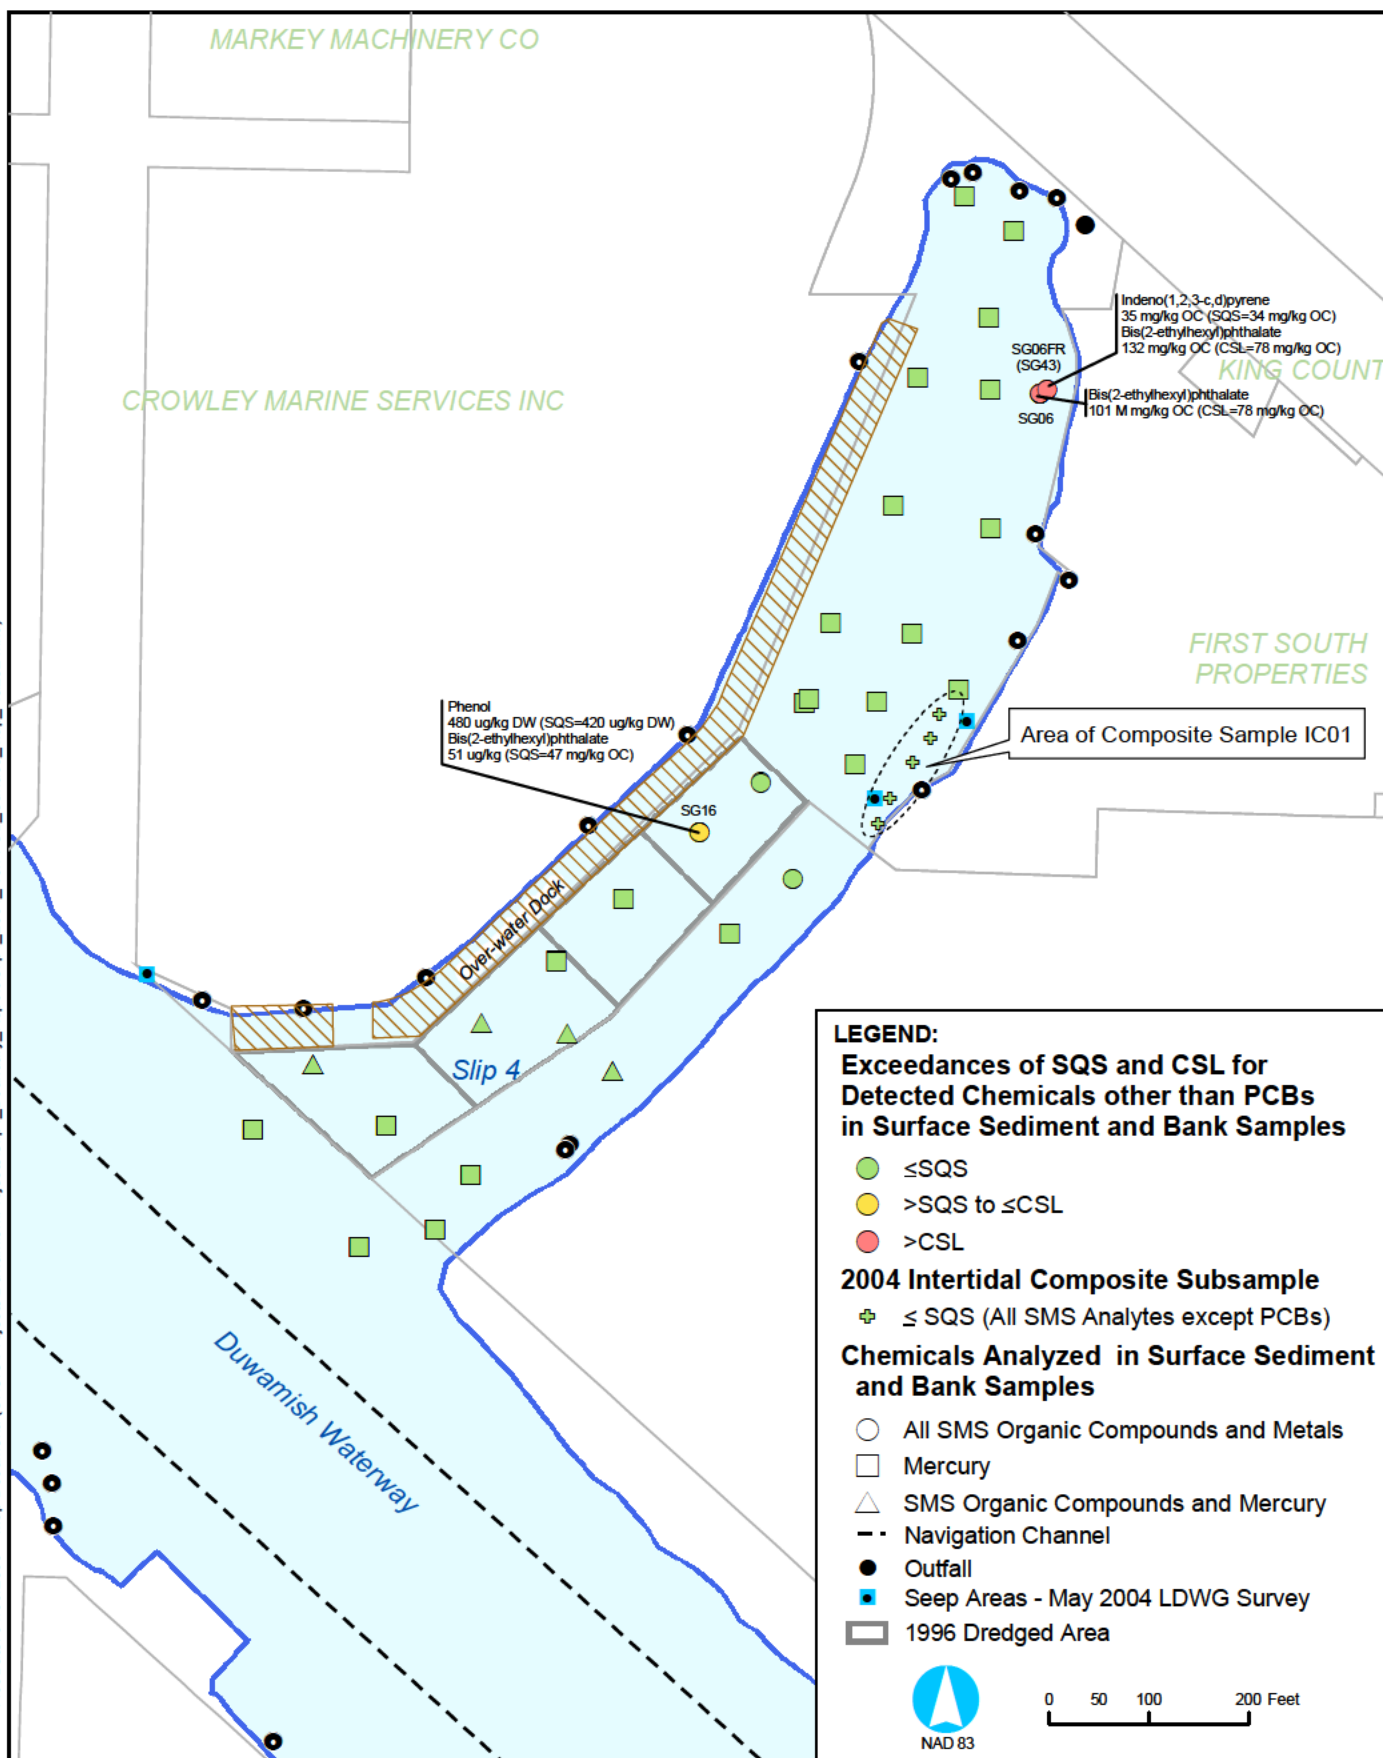 MARKEY MACHINERY CO
CROWLEY MARINE SERVICES INC
Indeno(1,2,3-c,d)pyrene
35 mg/kg OC (SQS=34 mg/kg OC)
Bis(2-ethylhexyl)phthalate
132 mg/kg OC (CSL=78 mg/kg OC)
SG06FR
(SG43)
KING COUNT
Bis(2-ethylhexyl)phthalate
101 M mg/kg OC (CSL=78 mg/kg OC)
SG06
FIRST SOUTH
PROPERTIES
Phenol
480 ug/kg DW (SQS=420 ug/kg DW)
Bis(2-ethylhexyl)phthalate
51 ug/kg (SQS=47 mg/kg OC)
Area of Composite Sample IC01
SG16
Over-water Dock
Slip 4
Duwamish Waterway
LEGEND:
Exceedances of SQS and CSL for
Detected Chemicals other than PCBs
in Surface Sediment and Bank Samples
≤SQS
>SQS to ≤CSL
>CSL
2004 Intertidal Composite Subsample
≤ SQS (All SMS Analytes except PCBs)
Chemicals Analyzed in Surface Sediment
and Bank Samples
All SMS Organic Compounds and Metals
Mercury
SMS Organic Compounds and Mercury
Navigation Channel
Outfall
Seep Areas - May 2004 LDWG Survey
1996 Dredged Area
0 50 100 200 Feet
NAD 83